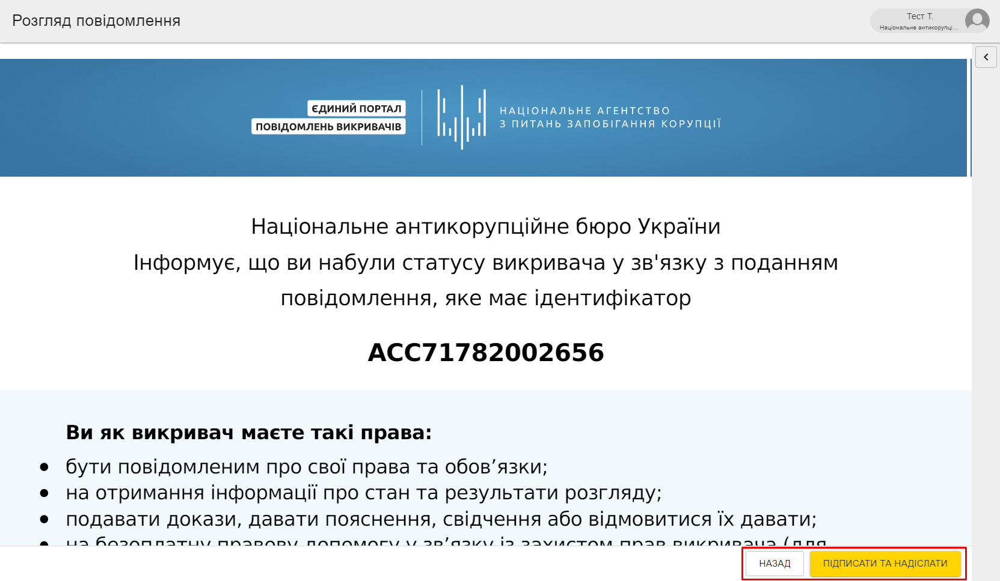 Розгляд повідомлення
Тест Т.
Національне антикорупці...
ЄДИНИЙ ПОРТАЛ
ПОВІДОМЛЕНЬ ВИКРИВАЧІВ
НАЦІОНАЛЬНЕ АГЕНТСТВО
З ПИТАНЬ ЗАПОБІГАННЯ КОРУПЦІЇ
Національне антикорупційне бюро України
Інформує, що ви набули статусу викривача у зв'язку з поданням
повідомлення, яке має ідентифікатор
ACC71782002656
Ви як викривач маєте такі права:
● бути повідомленим про свої права та обов’язки;
● на отримання інформації про стан та результати розгляду;
● подавати докази, давати пояснення, свідчення або відмовитися їх давати;
● на безоплатну правову допомогу у зв’язку із захистом прав викривача (для
НАЗАД
ПІДПИСАТИ ТА НАДІСЛАТИ